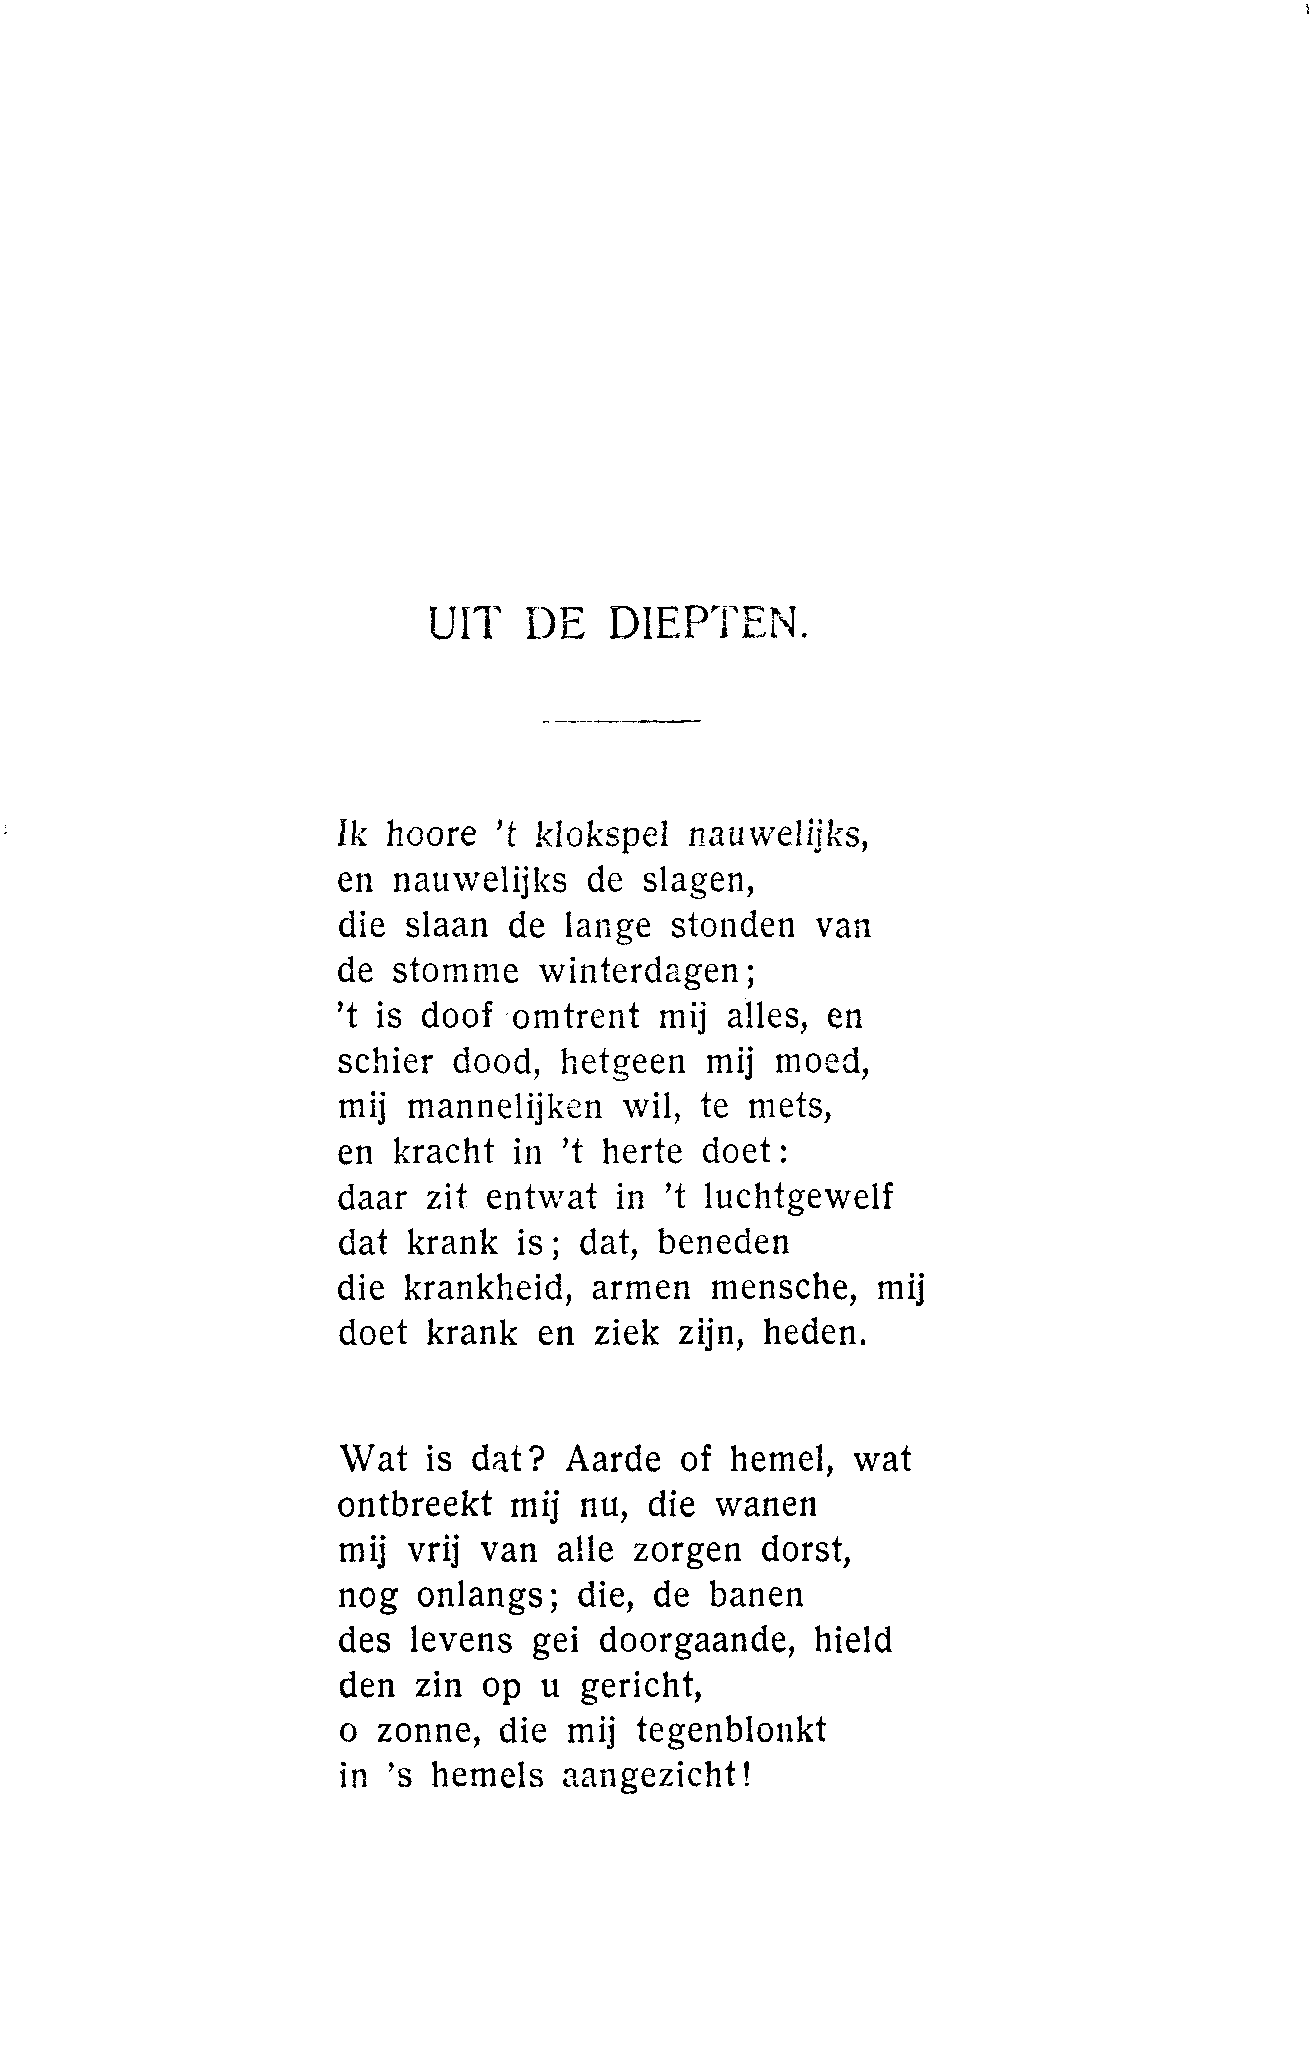 UIT DE DIEPTEN.
Ik hoore 't klokspel nauwelijks,
en nauwelijks de slagen,
die slaan de lange stonden van
de stomme winterdagen;
't is doof omtrent mij alles, en
schier dood, hetgeen mij moed,
mij mannelijken wil, te mets,
en kracht in 't herte doet:
daar zit entwat in 't luchtgewelf
dat krank is; dat, beneden
die krankheid, armen mensche, mij
doet krank en ziek zijn, heden.
Wat is dat? Aarde of hemel, wat
ontbreekt mij nu, die wanen
mij vrij van alle zorgen dorst,
nog onlangs; die, de banen
des levens gei doorgaande, hield
den zin op u gericht,
o zonne, die mij tegenblonkt
in 's hemels aangezicht!